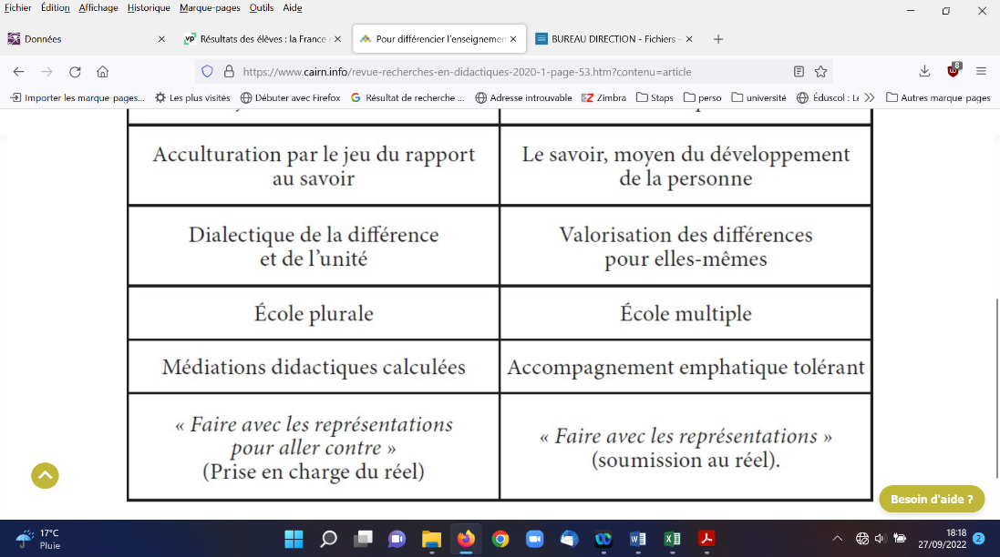 Fichier Édition Affichage Historique Marque-pages Outils Aide
Données
Résultats des élèves : la France
Pour différencier l'enseignemen
BUREAU DIRECTION - Fichiers -
https://www.cairn.info/revue-recherches-en-didactiques-2020-1-page-53.htm?contenu=article
8
Importer les marque-pages... Les plus visités Débuter avec Firefox Résultat de recherche ... Adresse introuvable Zimbra Staps perso université Éduscol : Le Autres marque-pages
Acculturation par le jeu du rapport
au savoir
Le savoir, moyen du développement
de la personne
Dialectique de la différence
et de l'unité
Valorisation des différences
pour elles-mêmes
École plurale
École multiple
Médiations didactiques calculées
Accompagnement emphatique tolérant
« Faire avec les représentations
pour aller contre »
(Prise en charge du réel)
« Faire avec les représentations »
(soumission au réel).
Besoin d'aide ?
17°C
Pluie
18:18
27/09/2022
2